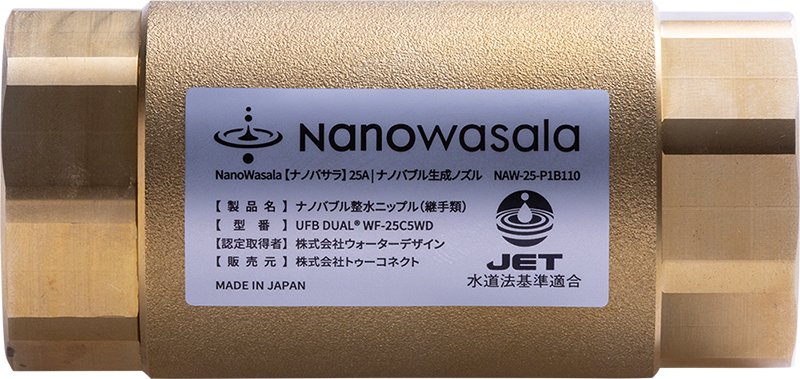 Nanowasala
NanoWasala【ナノバサラ】25A|ナノバブル生成ノズル NAW-25-P1B110
【製品名】ナノバブル整水ニップル(継手類)
【型番】UFB DUAL® WF-25C5WD
【認定取得者】株式会社ウォーターデザイン
【販売元】株式会社トゥーコネクト
MADE IN JAPAN
JET
水道法基準適合